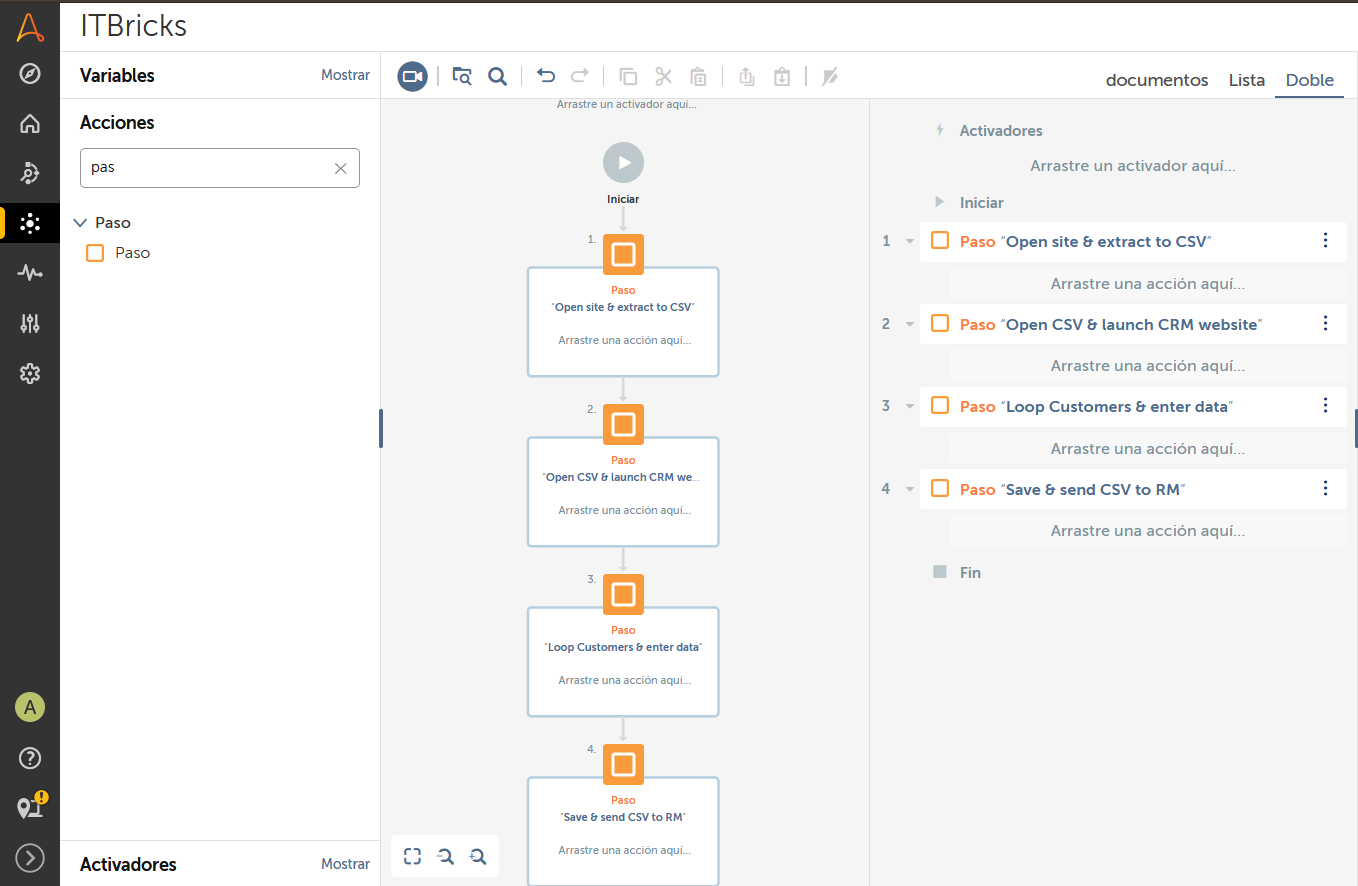 ITBricks
Variables
Mostrar
Acciones
pas
Paso
Paso
Activadores
Mostrar
A
Arrastre un activador aquí...
Iniciar
1.
Paso
"Open site & extract to CSV"
Arrastre una acción aquí...
2.
Paso
"Open CSV & launch CRM we...
Arrastre una acción aquí...
3.
Paso
"Loop Customers & enter data"
Arrastre una acción aquí...
4.
Paso
"Save & send CSV to RM"
Arrastre una acción aquí...
documentos Lista Doble
Activadores
Arrastre un activador aquí...
Iniciar
1 Paso "Open site & extract to CSV"
Arrastre una acción aquí...
2 Paso "Open CSV & launch CRM website"
Arrastre una acción aquí...
3 Paso "Loop Customers & enter data"
Arrastre una acción aquí...
4 Paso "Save & send CSV to RM"
Arrastre una acción aquí...
Fin